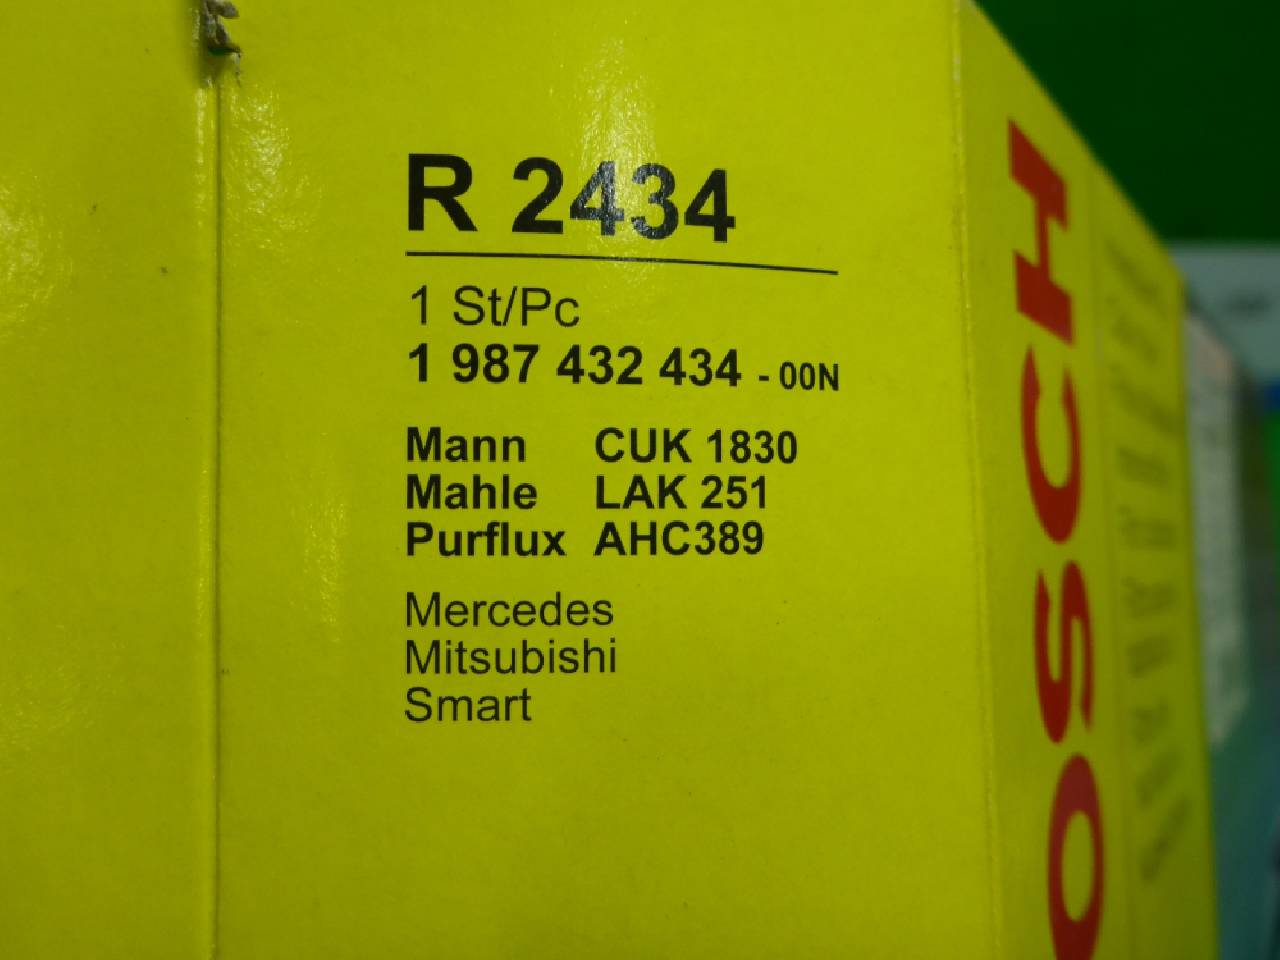 R 2434
1 St/Pc
1 987 432 434 - 00N
Mann CUK 1830
Mahle LAK 251
Purflux AHC389
Mercedes
Mitsubishi
Smart
OSCH